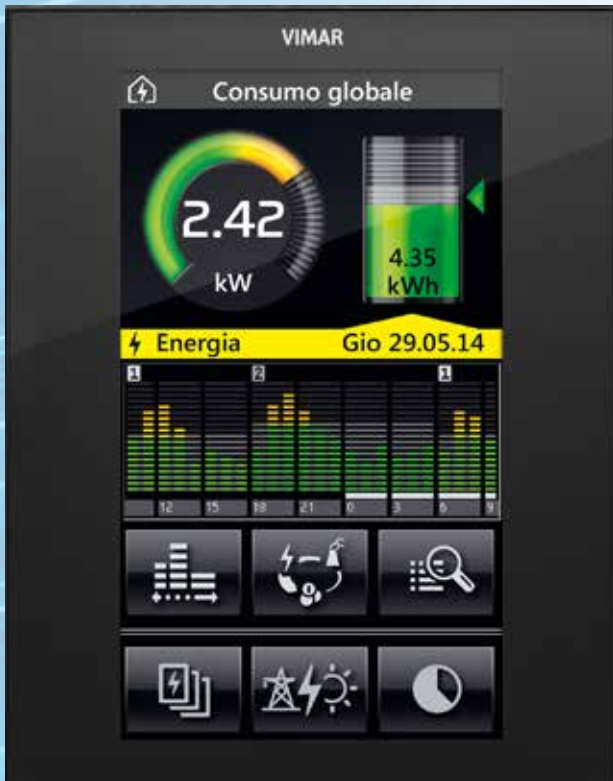 VIMAR
Consumo globale
2.42
kW
4.35
kWh
Energia Gio 29.05.14
1 2 1
12 15 18 21 0 3 6 9